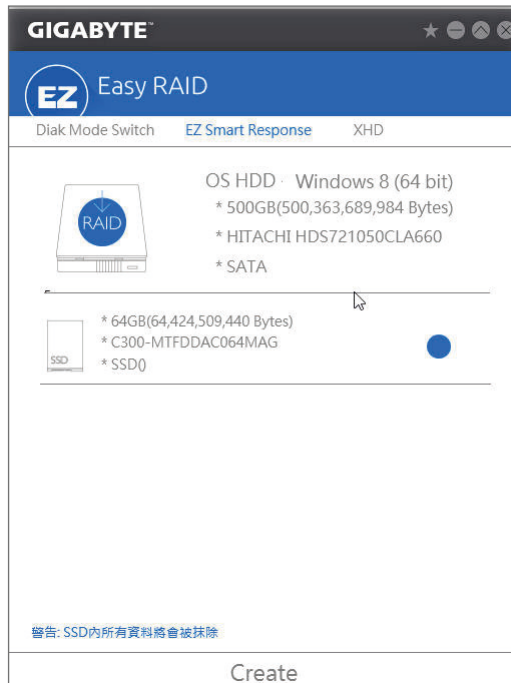 GIGABYTE™
EZ Easy RAID
Diak Mode Switch EZ Smart Response XHD
OS HDD · Windows 8 (64 bit)
* 500GB(500,363,689,984 Bytes)
RAID
* HITACHI HDS721050CLA660
* SATA
* 64GB(64,424,509,440 Bytes)
* C300-MTFDDAC064MAG
SSD
* SSD()
警告: SSD內所有資料將會被抹除
Create